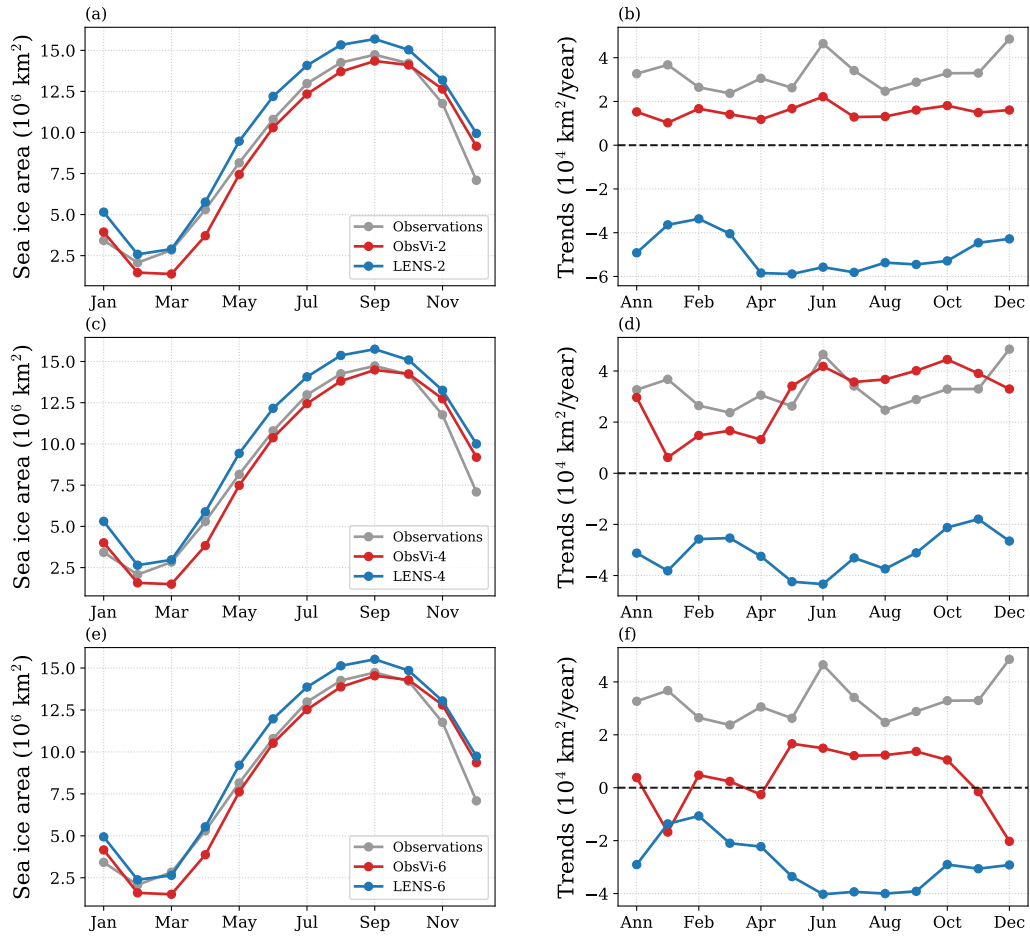 (a)
Sea ice area (10⁶ km²)
15.0
12.5
10.0
7.5
5.0
2.5
Observations
ObsVi-2
LENS-2
Jan Mar May Jul Sep Nov
(b)
Trends (10⁴ km²/year)
4
2
0
−2
−4
−6
Ann Feb Apr Jun Aug Oct Dec
(c)
Sea ice area (10⁶ km²)
15.0
12.5
10.0
7.5
5.0
2.5
Observations
ObsVi-4
LENS-4
Jan Mar May Jul Sep Nov
(d)
Trends (10⁴ km²/year)
4
2
0
−2
−4
Ann Feb Apr Jun Aug Oct Dec
(e)
Sea ice area (10⁶ km²)
15.0
12.5
10.0
7.5
5.0
2.5
Observations
ObsVi-6
LENS-6
Jan Mar May Jul Sep Nov
(f)
Trends (10⁴ km²/year)
4
2
0
−2
−4
Ann Feb Apr Jun Aug Oct Dec